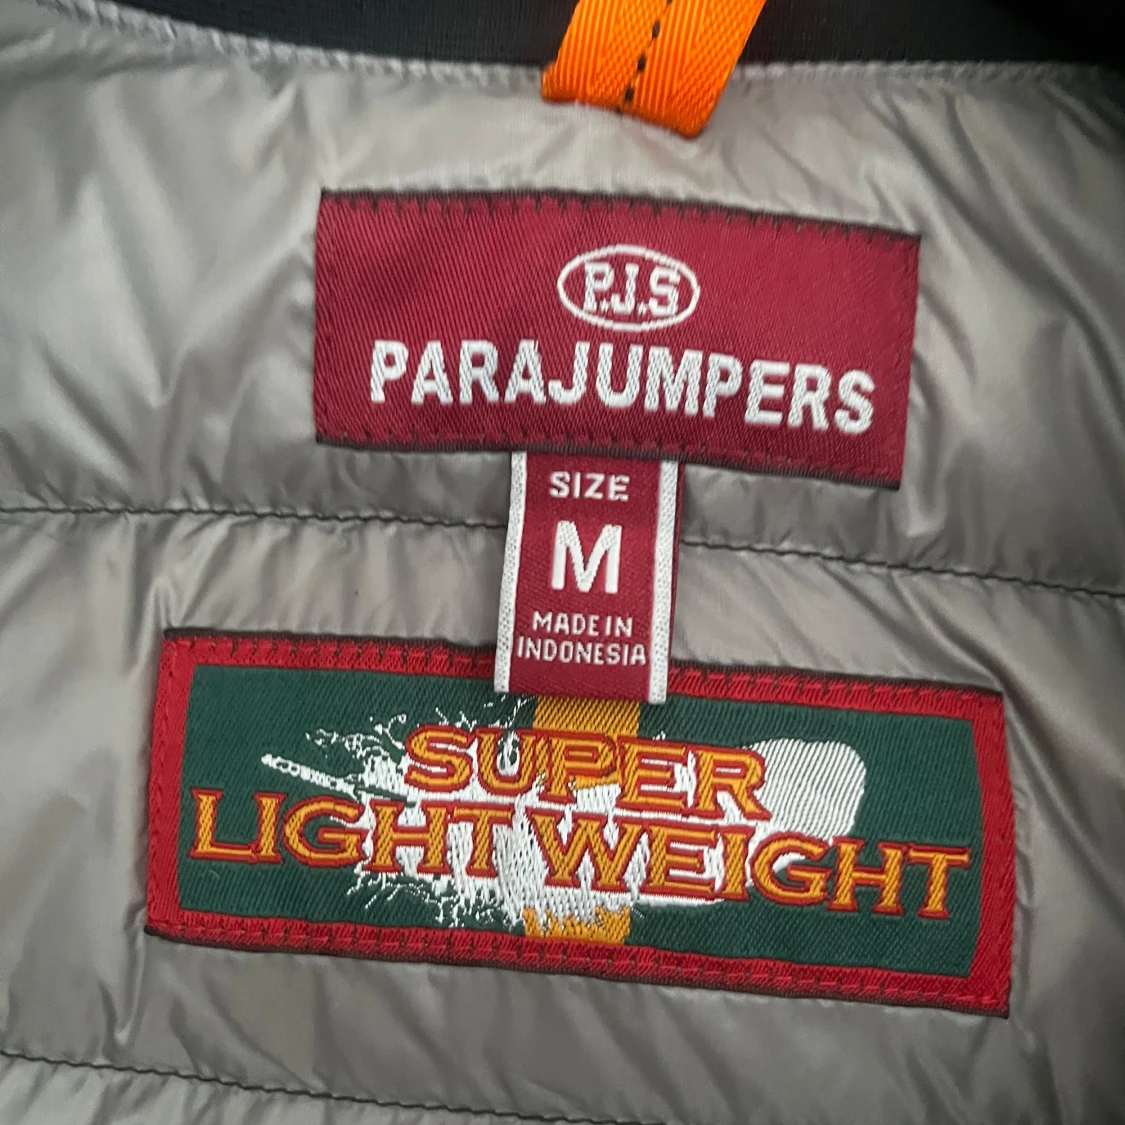 P.J.S
PARAJUMPERS
SIZE
M
MADE IN
INDONESIA
SUPER
LIGHT WEIGHT